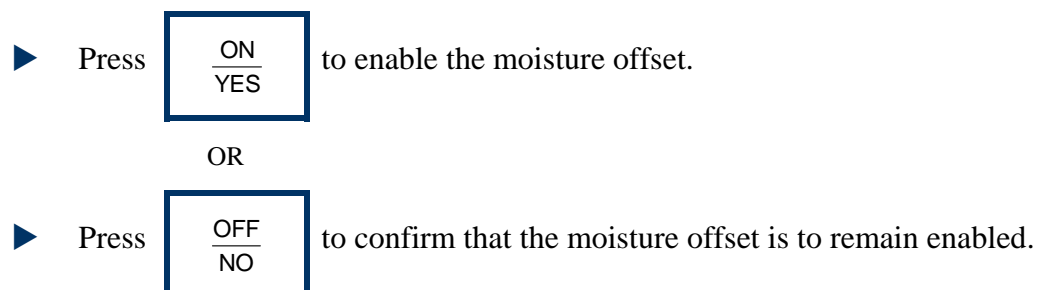 Press ON to enable the moisture offset.
YES
OR
Press OFF to confirm that the moisture offset is to remain enabled.
NO